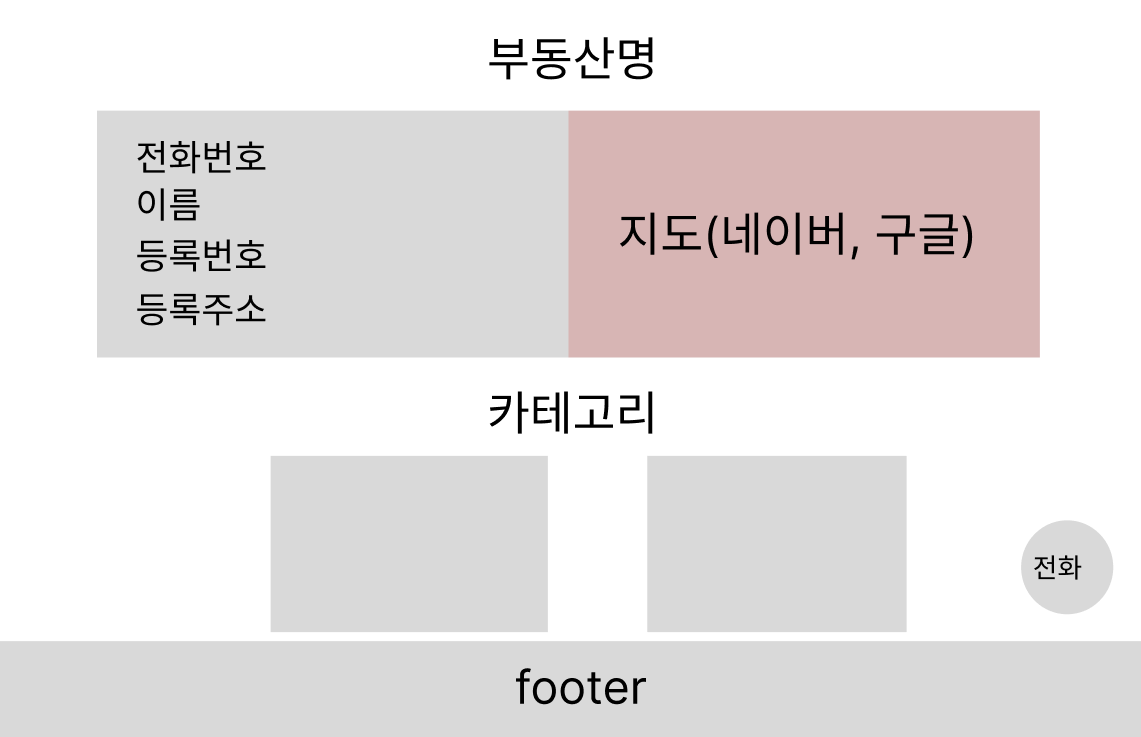 부동산명
전화번호
이름
등록번호
등록주소
지도(네이버, 구글)
카테고리
전화
footer